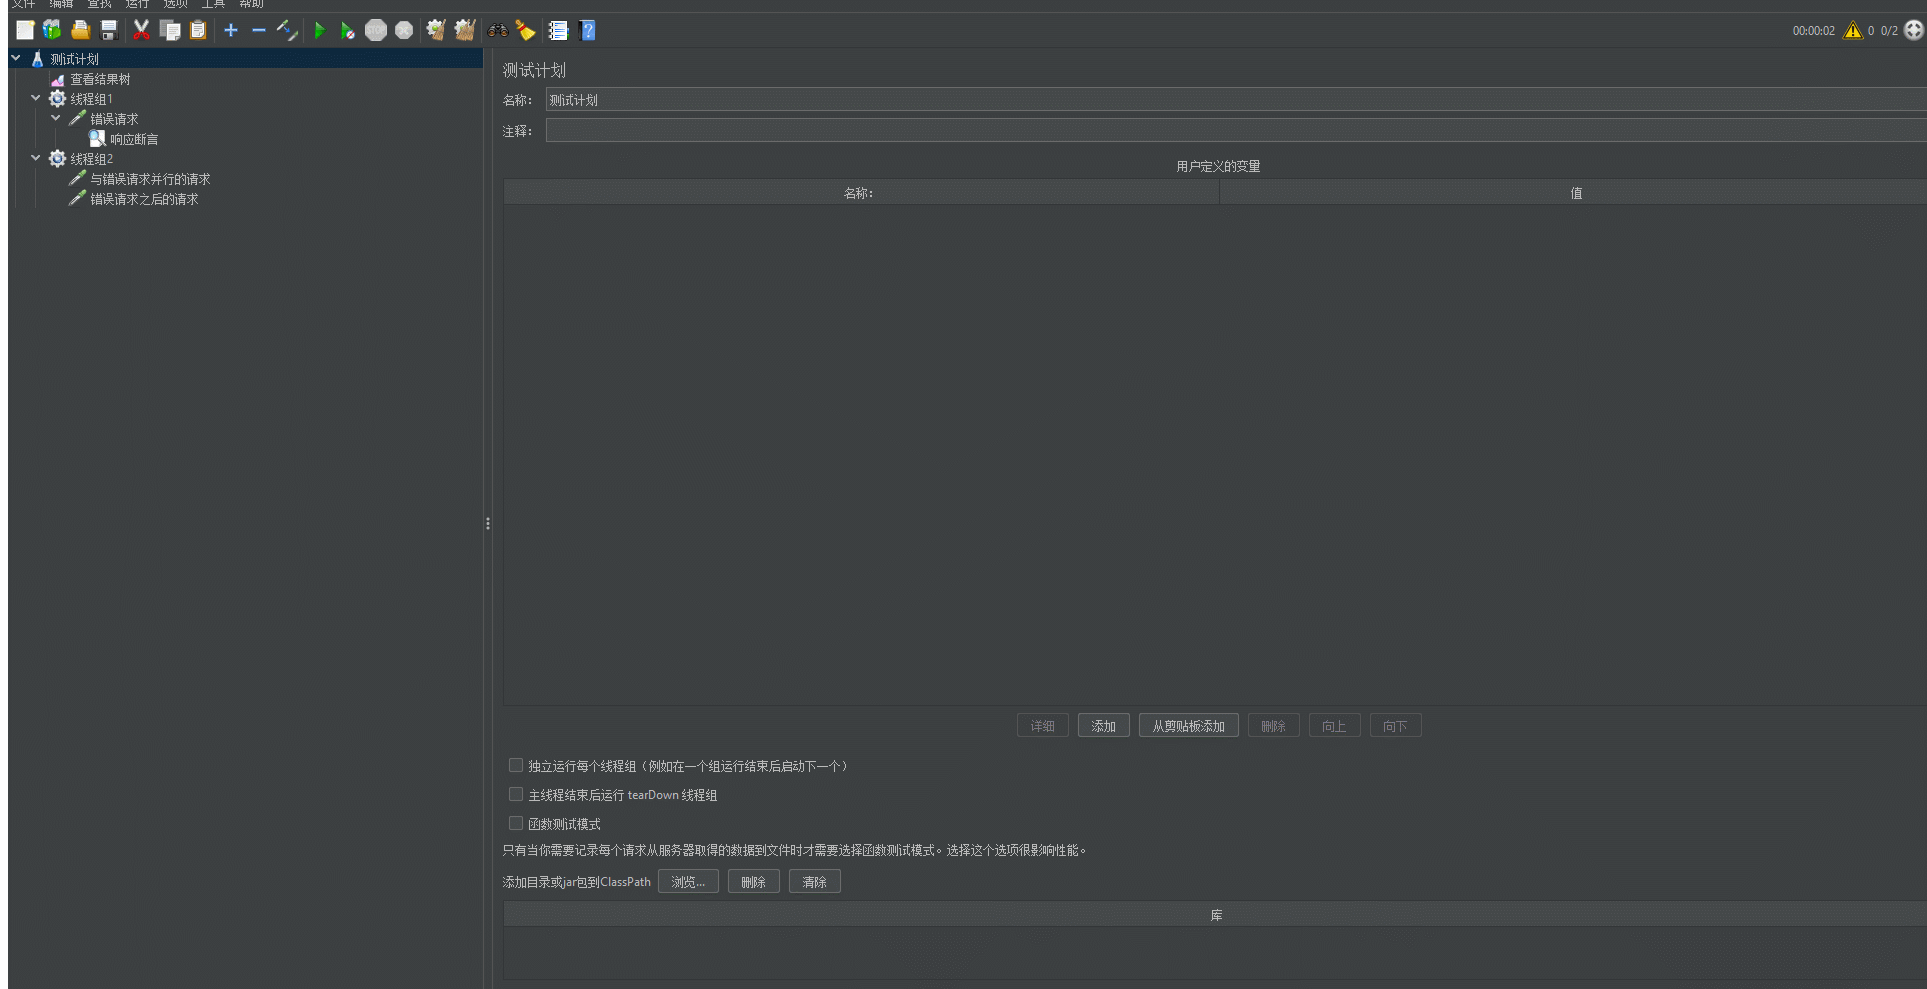 文件 编辑 查找 运行 选项 工具 帮助
STOP
00:00:02 0 0/2
测试计划
查看结果树
线程组1
错误请求
响应断言
线程组2
与错误请求并行的请求
错误请求之后的请求
测试计划
名称： 测试计划
注释：
用户定义的变量
名称: 值
详细 添加 从剪贴板添加 删除 向上 向下
独立运行每个线程组（例如在一个组运行结束后启动下一个）
主线程结束后运行 tearDown 线程组
函数测试模式
只有当你需要记录每个请求从服务器取得的数据到文件时才需要选择函数测试模式。选择这个选项很影响性能。
添加目录或jar包到ClassPath 浏览... 删除 清除
库